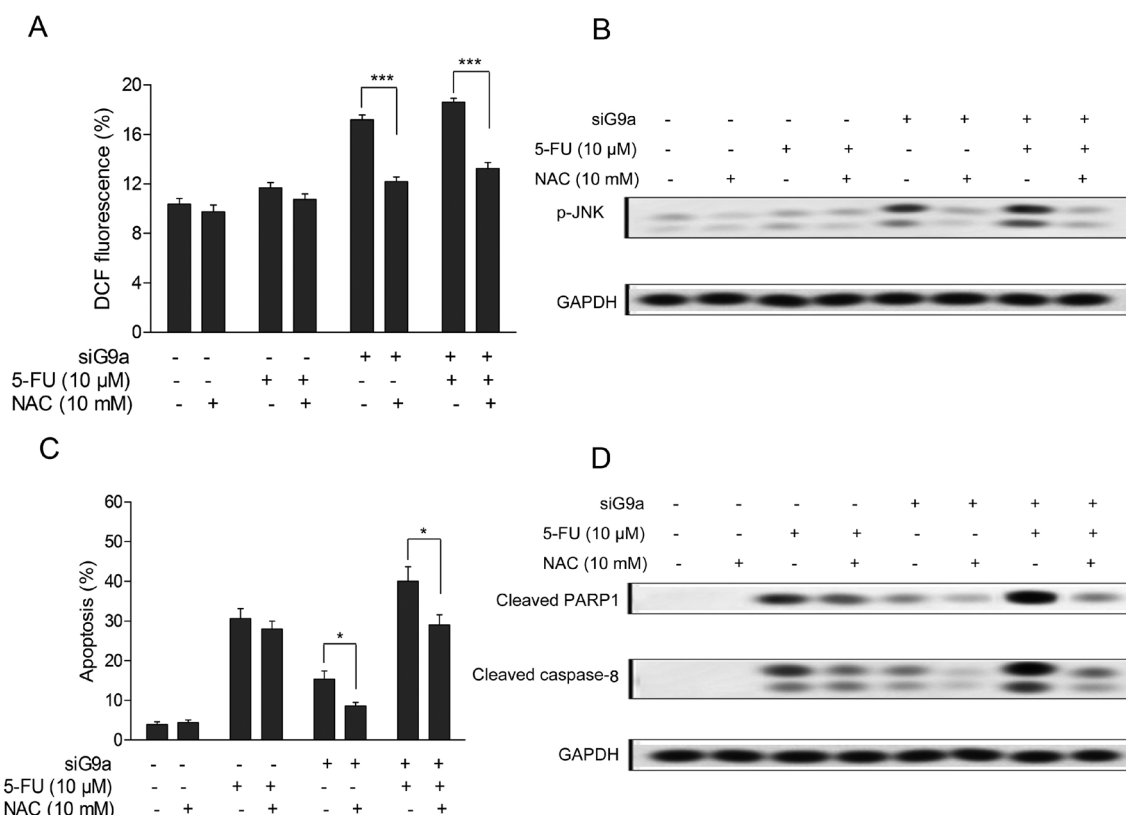 A
DCF fluorescence (%)
20
16
12
8
4
0
***
***
siG9a - - - - + + + +
5-FU (10 µM) - - + + - - + +
NAC (10 mM) - + - + - + - +
B
siG9a - - - - + + + +
5-FU (10 µM) - - + + - - + +
NAC (10 mM) - + - + - + - +
p-JNK
GAPDH
C
Apoptosis (%)
60
50
40
30
20
10
0
*
*
siG9a - - - - + + + +
5-FU (10 µM) - - + + - - + +
NAC (10 mM) - + - + - + - +
D
siG9a - - - - + + + +
5-FU (10 µM) - - + + - - + +
NAC (10 mM) - + - + - + - +
Cleaved PARP1
Cleaved caspase-8
GAPDH